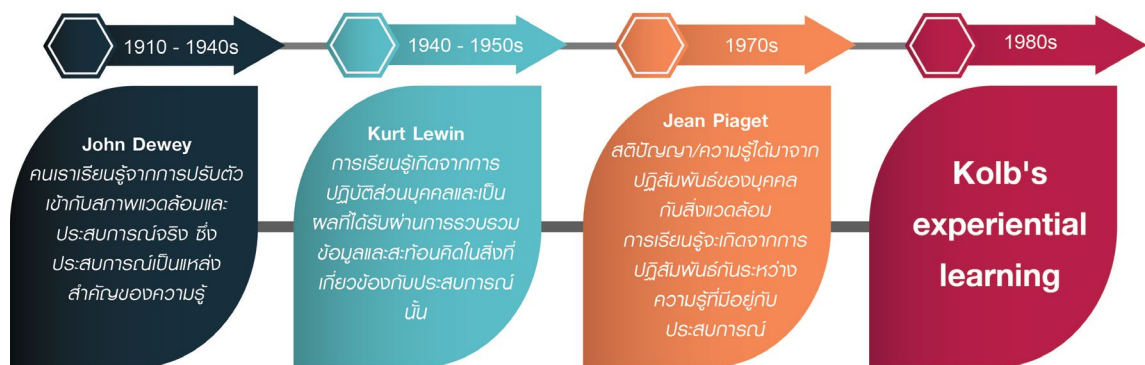 1910 - 1940s
John Dewey
คนเราเรียนรู้จากการปรับตัว
เข้ากับสภาพแวดล้อมและ
ประสบการณ์จริง ซึ่ง
ประสบการณ์เป็นแหล่ง
สำคัญของความรู้
1940 - 1950s
Kurt Lewin
การเรียนรู้เกิดจากการ
ปฏิบัติส่วนบุคคลและเป็น
ผลที่ได้รับผ่านการรวบรวม
ข้อมูลและสะท้อนคิดในสิ่งที่
เกี่ยวข้องกับประสบการณ์
นั้น
1970s
Jean Piaget
สติปัญญา/ความรู้ได้มาจาก
ปฏิสัมพันธ์ของบุคคล
กับสิ่งแวดล้อม
การเรียนรู้จะเกิดจากการ
ปฏิสัมพันธ์กันระหว่าง
ความรู้ที่มีอยู่กับ
ประสบการณ์
1980s
Kolb's
experiential
learning